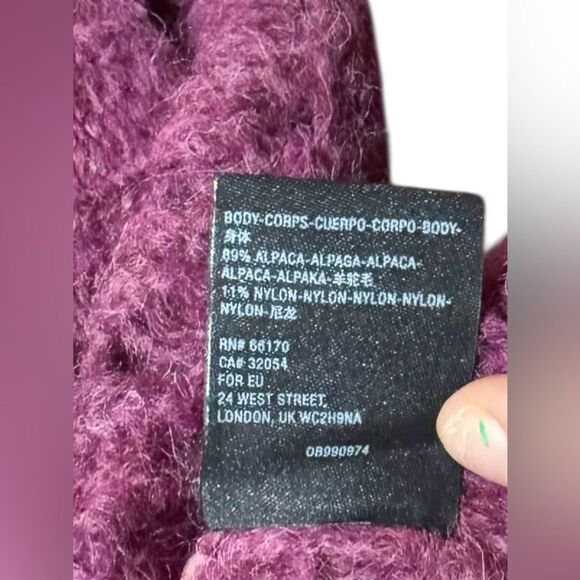 BODY-CORPS-CUERPO-CORPO-BODY-
身体
89% ALPACA-ALPAGA-ALPACA-
ALPACA-ALPAKA-羊驼毛
11% NYLON-NYLON-NYLON-NYLON-
NYLON-尼龙
RN# 66170
CA# 32054
FOR EU
24 WEST STREET,
LONDON, UK WC2H9NA
OB990974